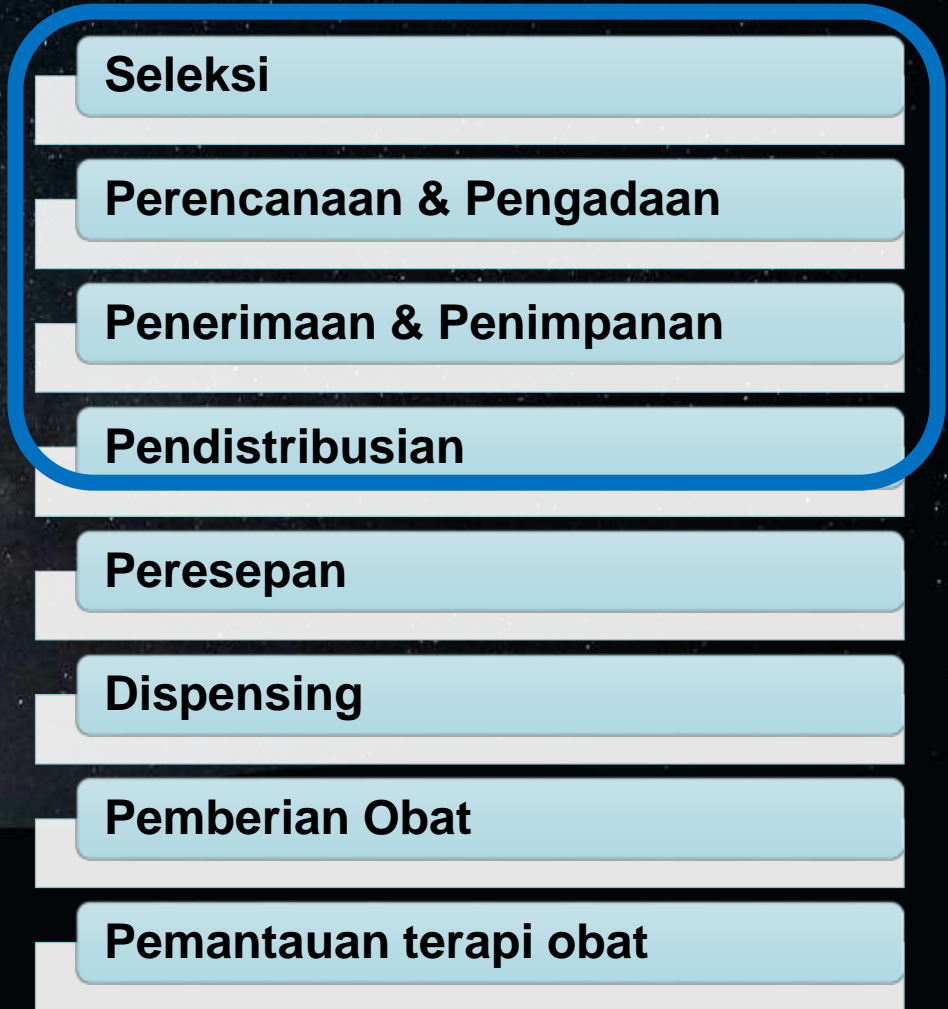 Seleksi
Perencanaan & Pengadaan
Penerimaan & Penimpanan
Pendistribusian
Peresepan
Dispensing
Pemberian Obat
Pemantauan terapi obat